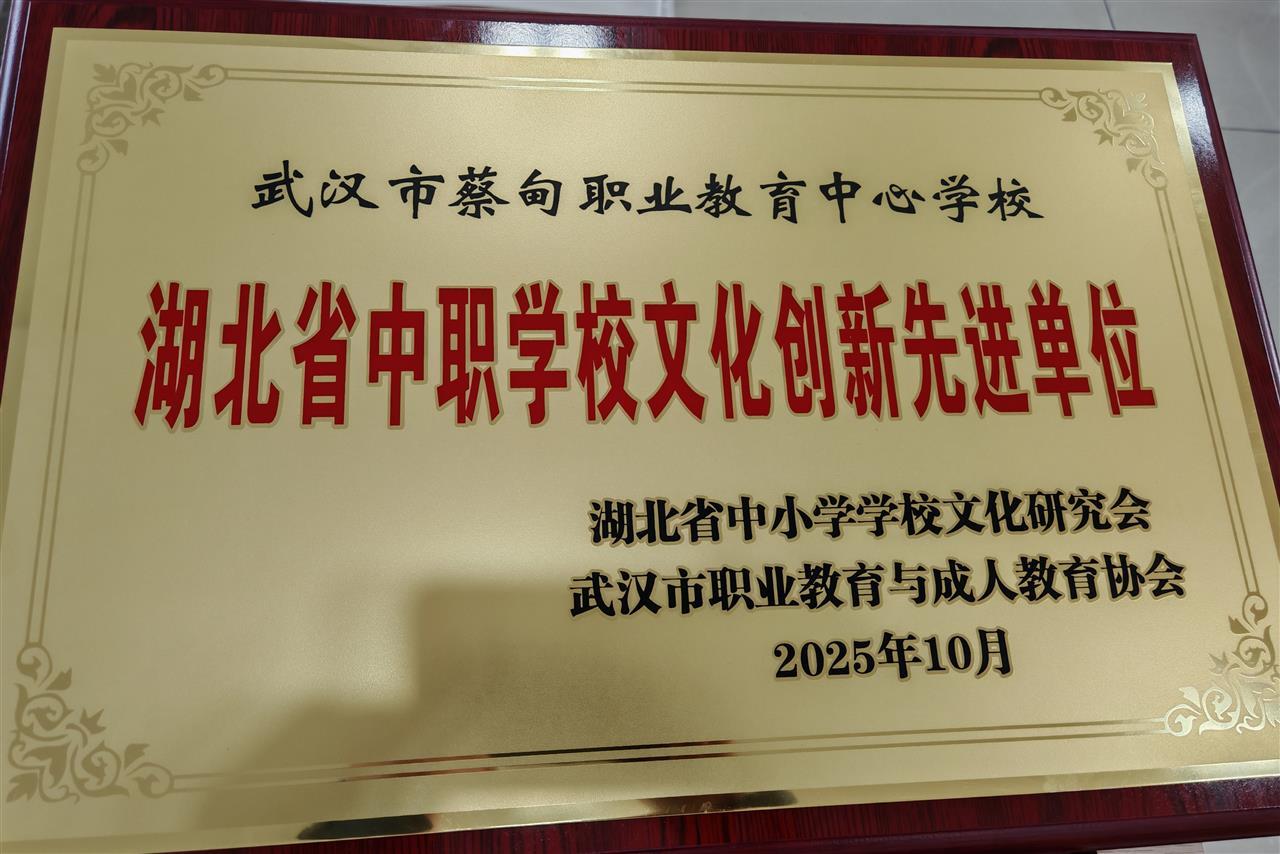 武汉市蔡甸职业教育中心学校
湖北省中职学校文化创新先进单位
湖北省中小学学校文化研究会
武汉市职业教育与成人教育协会
2025年10月